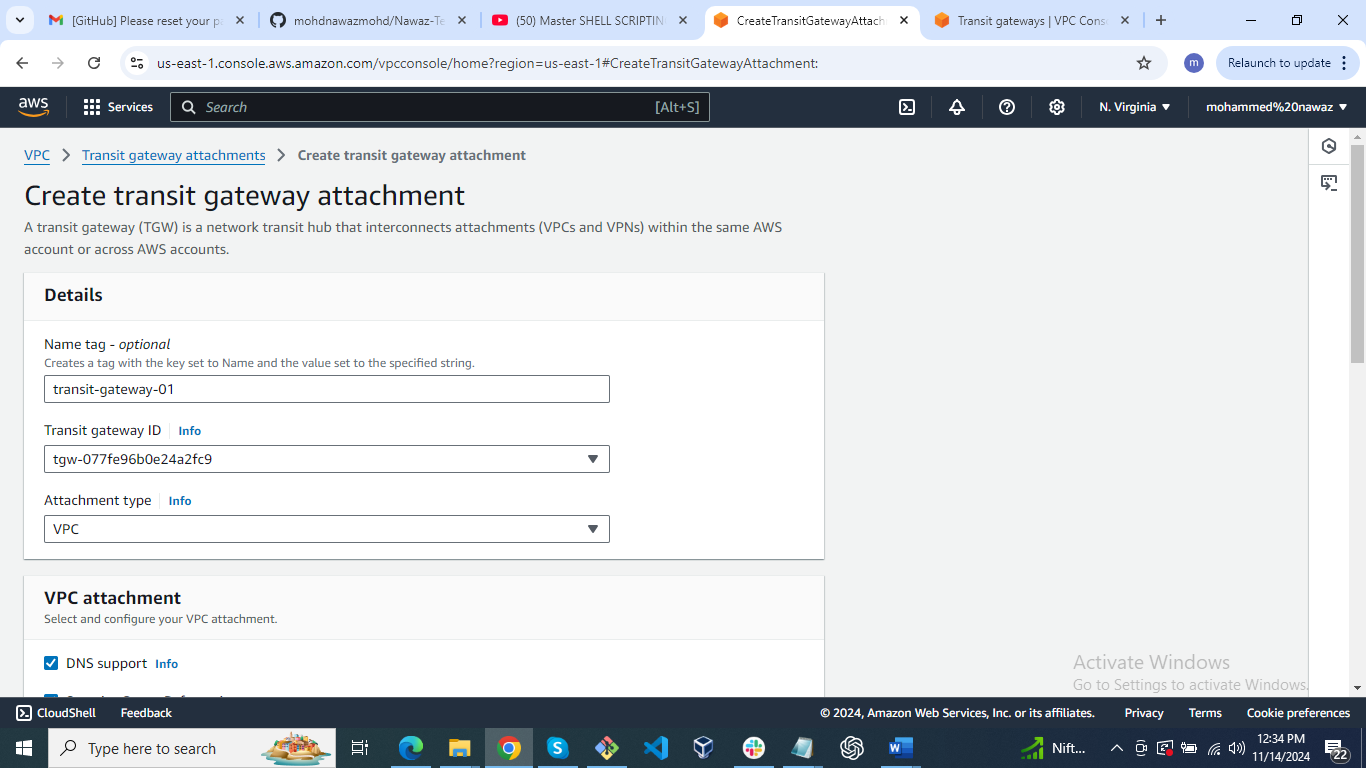 [GitHub] Please reset your pa
mohdnawazmohd/Nawaz-Te
(50) Master SHELL SCRIPTIN
CreateTransitGatewayAttach
Transit gateways | VPC Cons
us-east-1.console.aws.amazon.com/vpcconsole/home?region=us-east-1#CreateTransitGatewayAttachment:
m
Relaunch to update
aws
Services
Search
[Alt+S]
N. Virginia
mohammed%20nawaz
VPC
Transit gateway attachments
Create transit gateway attachment
Create transit gateway attachment
A transit gateway (TGW) is a network transit hub that interconnects attachments (VPCs and VPNs) within the same AWS
account or across AWS accounts.
Details
Name tag - optional
Creates a tag with the key set to Name and the value set to the specified string.
transit-gateway-01
Transit gateway ID
Info
tgw-077fe96b0e24a2fc9
Attachment type
Info
VPC
VPC attachment
Select and configure your VPC attachment.
DNS support
Info
Activate Windows
Go to Settings to activate Windows.
CloudShell
Feedback
© 2024, Amazon Web Services, Inc. or its affiliates.
Privacy
Terms
Cookie preferences
Type here to search
Nift...
12:34 PM
11/14/2024
22